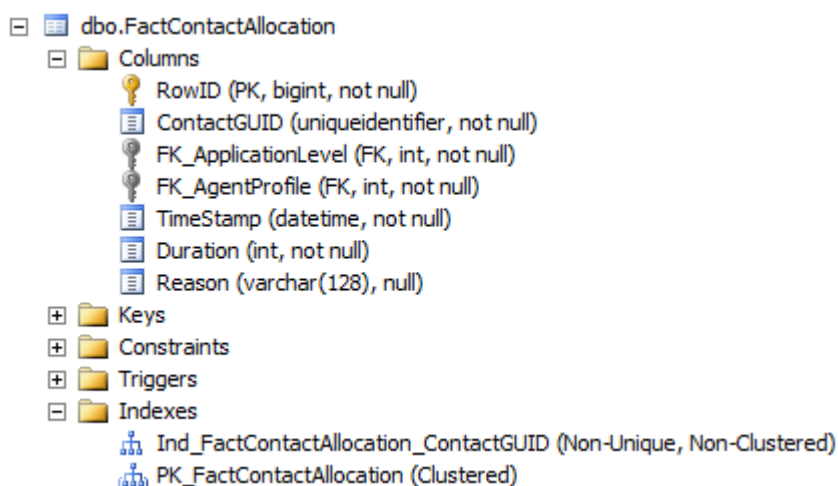 dbo.FactContactAllocation
Columns
RowID (PK, bigint, not null)
ContactGUID (uniqueidentifier, not null)
FK_ApplicationLevel (FK, int, not null)
FK_AgentProfile (FK, int, not null)
TimeStamp (datetime, not null)
Duration (int, not null)
Reason (varchar(128), null)
Keys
Constraints
Triggers
Indexes
Ind_FactContactAllocation_ContactGUID (Non-Unique, Non-Clustered)
PK_FactContactAllocation (Clustered)